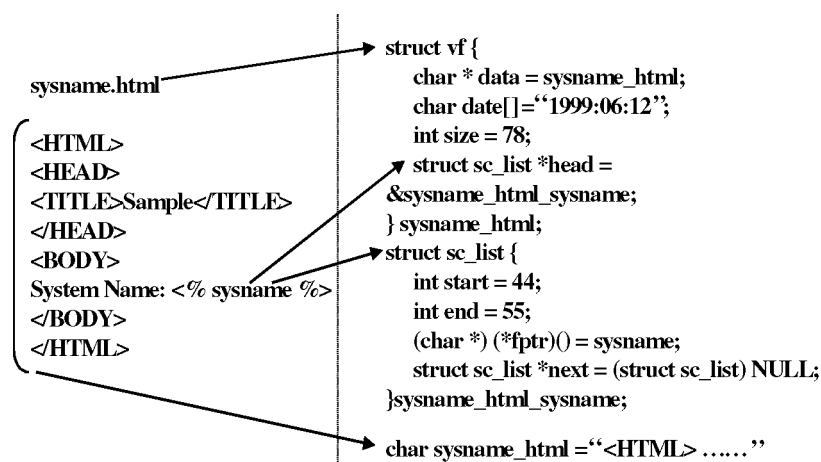 sysname.html
<HTML>
<HEAD>
<TITLE>Sample</TITLE>
</HEAD>
<BODY>
System Name: <% sysname %>
</BODY>
</HTML>
struct vf {
char * data = sysname_html;
char date[]=“1999:06:12”;
int size = 78;
struct sc_list *head =
&sysname_html_sysname;
} sysname_html;
struct sc_list {
int start = 44;
int end = 55;
(char *) (*fptr)() = sysname;
struct sc_list *next = (struct sc_list) NULL;
}sysname_html_sysname;
char sysname_html =“<HTML> ……”